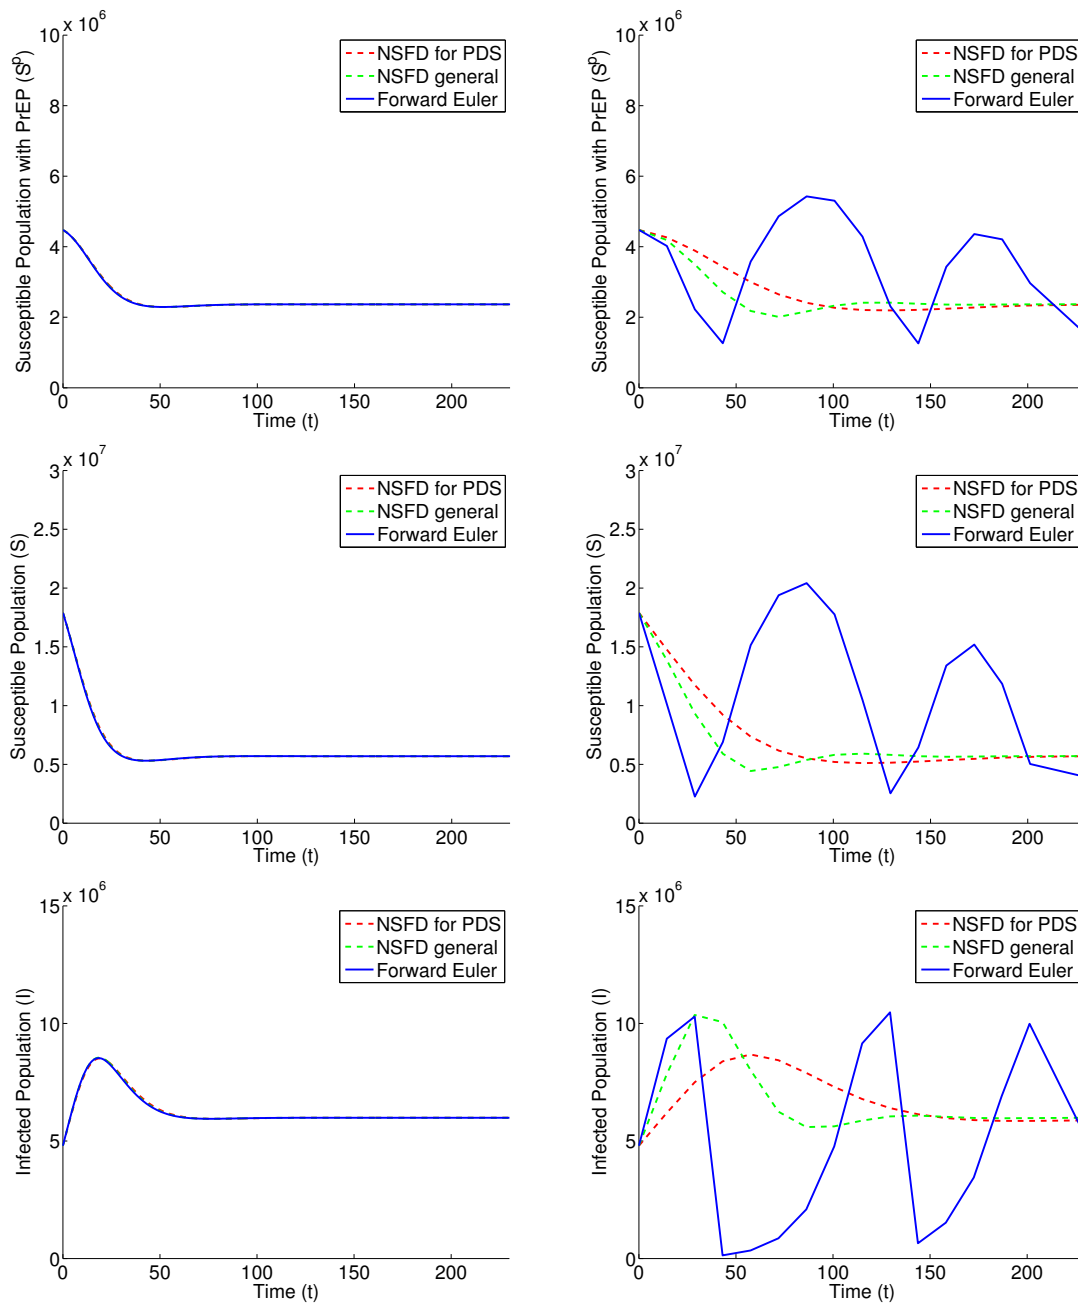 x 10^6
10
8
6
4
2
0
0 50 100 150 200
Time (t)
Susceptible Population with PrEP (S^p)
NSFD for PDS
NSFD general
Forward Euler
x 10^6
10
8
6
4
2
0
0 50 100 150 200
Time (t)
Susceptible Population with PrEP (S^p)
NSFD for PDS
NSFD general
Forward Euler
x 10^7
3
2.5
2
1.5
1
0.5
0
0 50 100 150 200
Time (t)
Susceptible Population (S)
NSFD for PDS
NSFD general
Forward Euler
x 10^7
3
2.5
2
1.5
1
0.5
0
0 50 100 150 200
Time (t)
Susceptible Population (S)
NSFD for PDS
NSFD general
Forward Euler
x 10^6
15
10
5
0
0 50 100 150 200
Time (t)
Infected Population (I)
NSFD for PDS
NSFD general
Forward Euler
x 10^6
15
10
5
0
0 50 100 150 200
Time (t)
Infected Population (I)
NSFD for PDS
NSFD general
Forward Euler